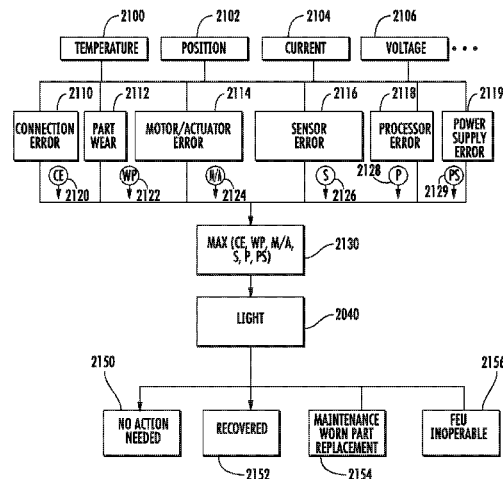 2100 2102 2104 2106
TEMPERATURE POSITION CURRENT VOLTAGE • • •
2110 2112 2114 2116 2118 2119
CONNECTION ERROR
PART WEAR
MOTOR/ACTUATOR ERROR
SENSOR ERROR
PROCESSOR ERROR
POWER SUPPLY ERROR
CE WP M/A S P PS
2120 2122 2124 2126 2128 2129
MAX (CE, WP, M/A,
S, P, PS)
2130
LIGHT
2040
2150 2156
NO ACTION
NEEDED
RECOVERED
MAINTENANCE
WORN PART
REPLACEMENT
FEU
INOPERABLE
2152 2154